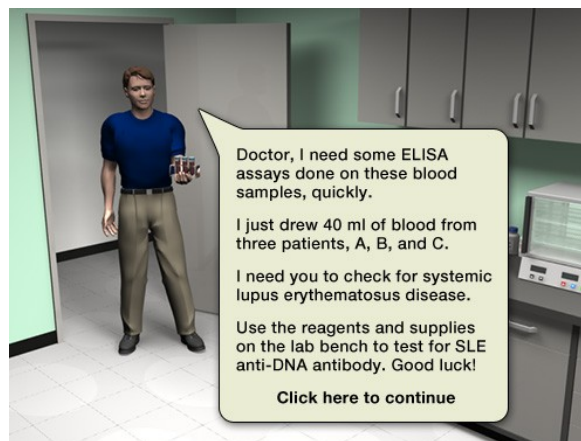 Doctor, I need some ELISA
assays done on these blood
samples, quickly.
I just drew 40 ml of blood from
three patients, A, B, and C.
I need you to check for systemic
lupus erythematosus disease.
Use the reagents and supplies
on the lab bench to test for SLE
anti-DNA antibody. Good luck!
Click here to continue